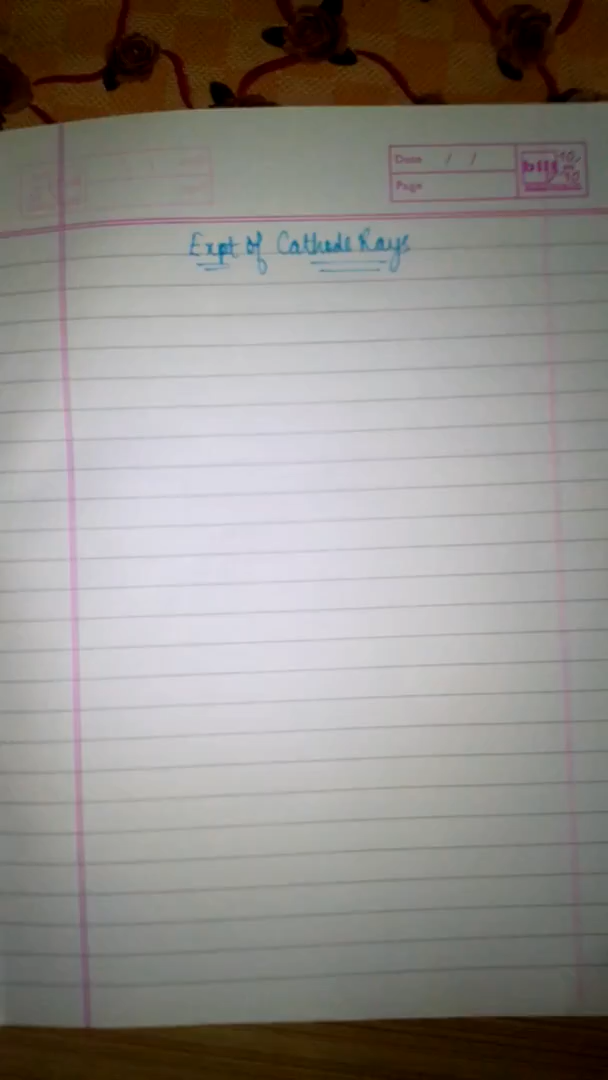 Date / /
Page
Expt of Cathode Rays